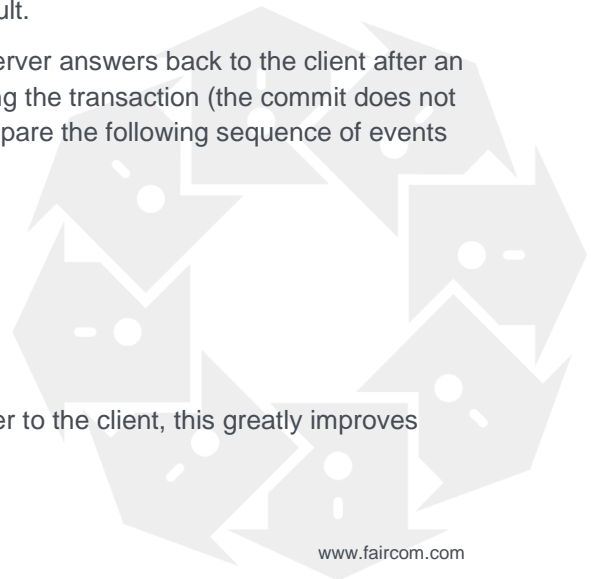 ult.
erver answers back to the client after an
ng the transaction (the commit does not
pare the following sequence of events
er to the client, this greatly improves
www.faircom.com